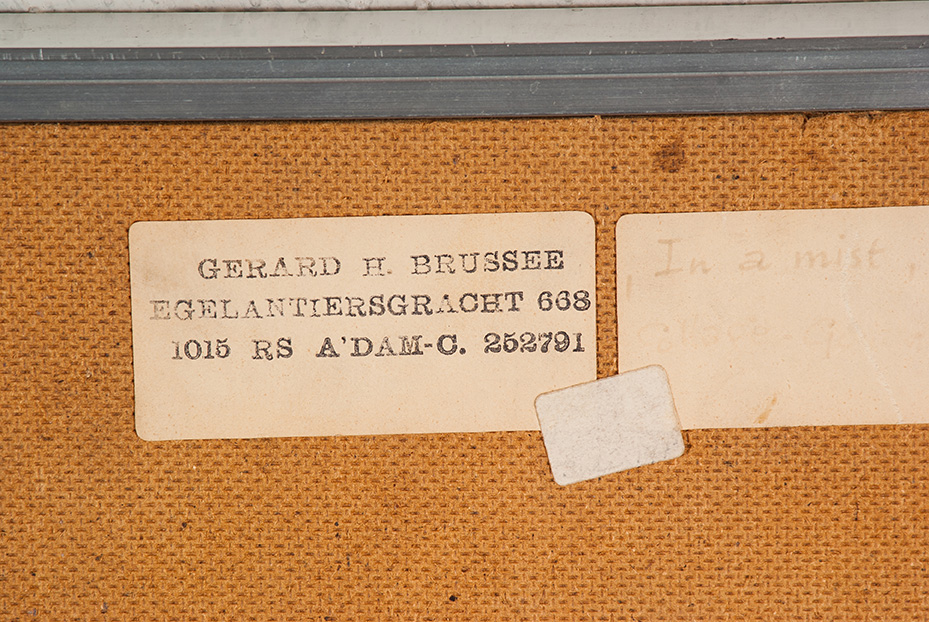 GERARD H. BRUSSEE
EGELANTIERSGRACHT 668
1015 RS A'DAM-C. 252791
In a mist,